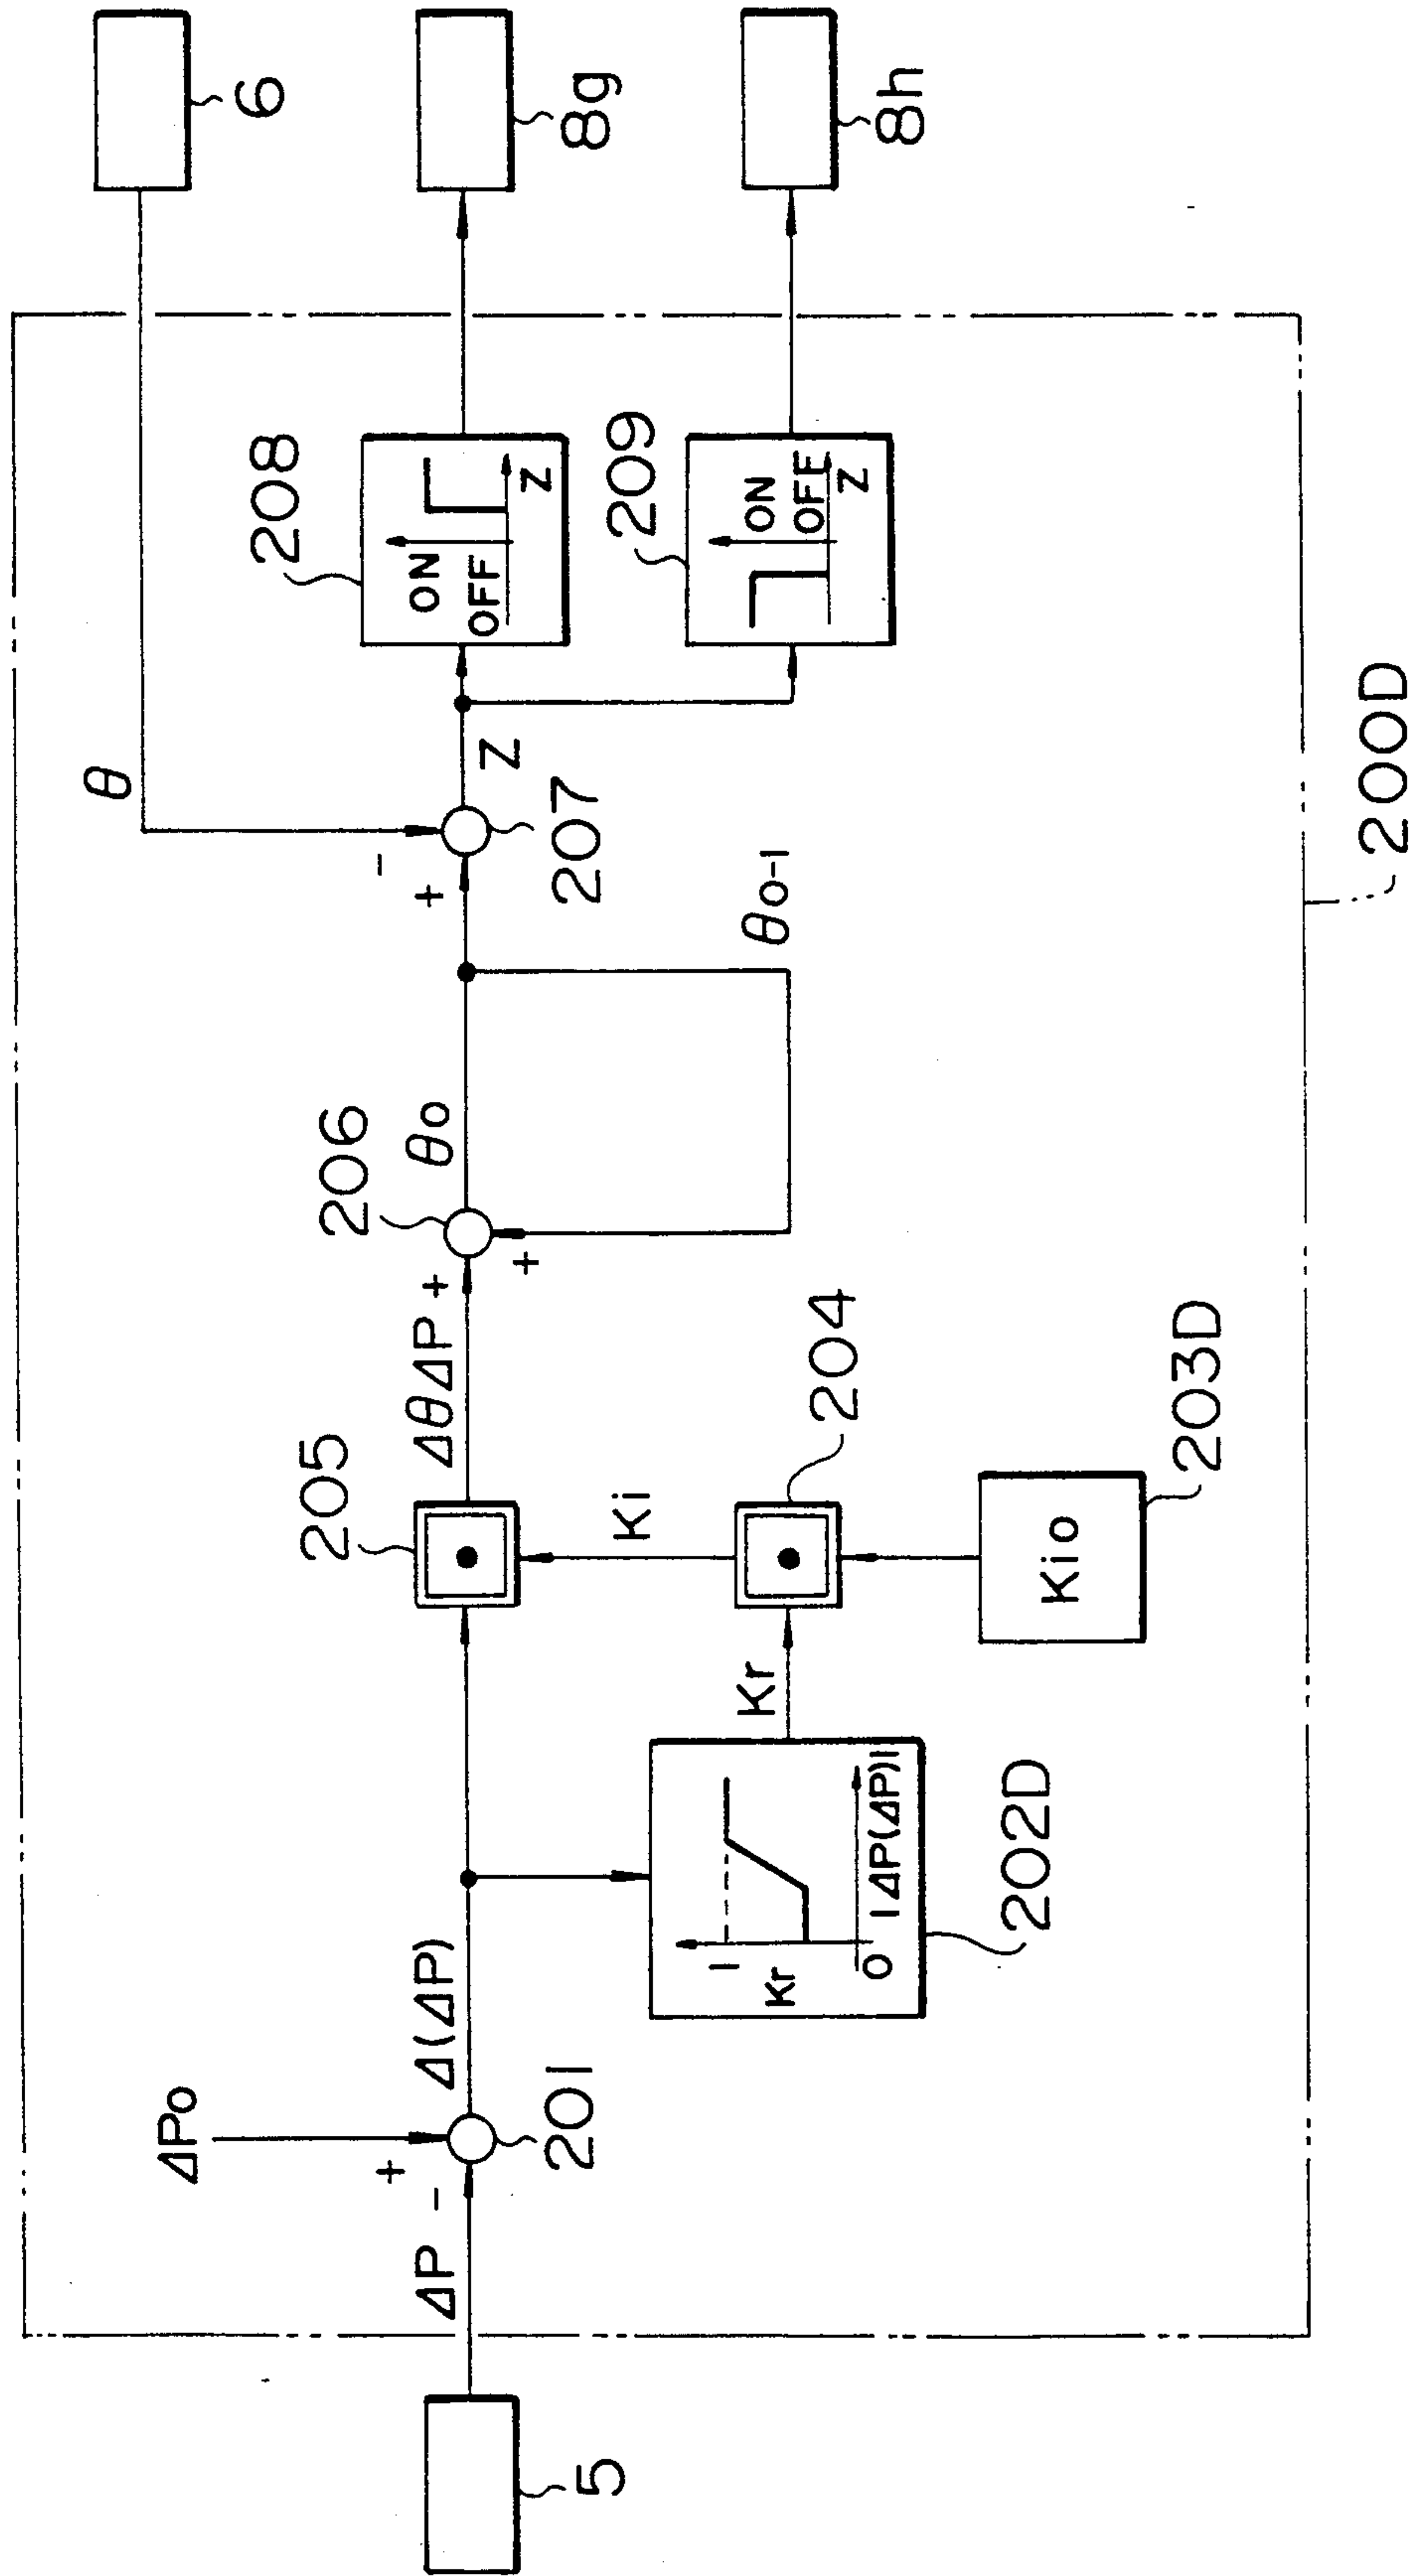 5
ΔP
-
+
ΔPo
201
Δ(ΔP)
1
Kr
0
|ΔP(ΔP)|
202D
Kr
Kio
203D
204
Ki
205
ΔθΔP
+
+
206
θo
θo-1
+
-
207
θ
Z
208
ON
OFF
Z
209
ON
OFF
Z
6
8g
8h
200D